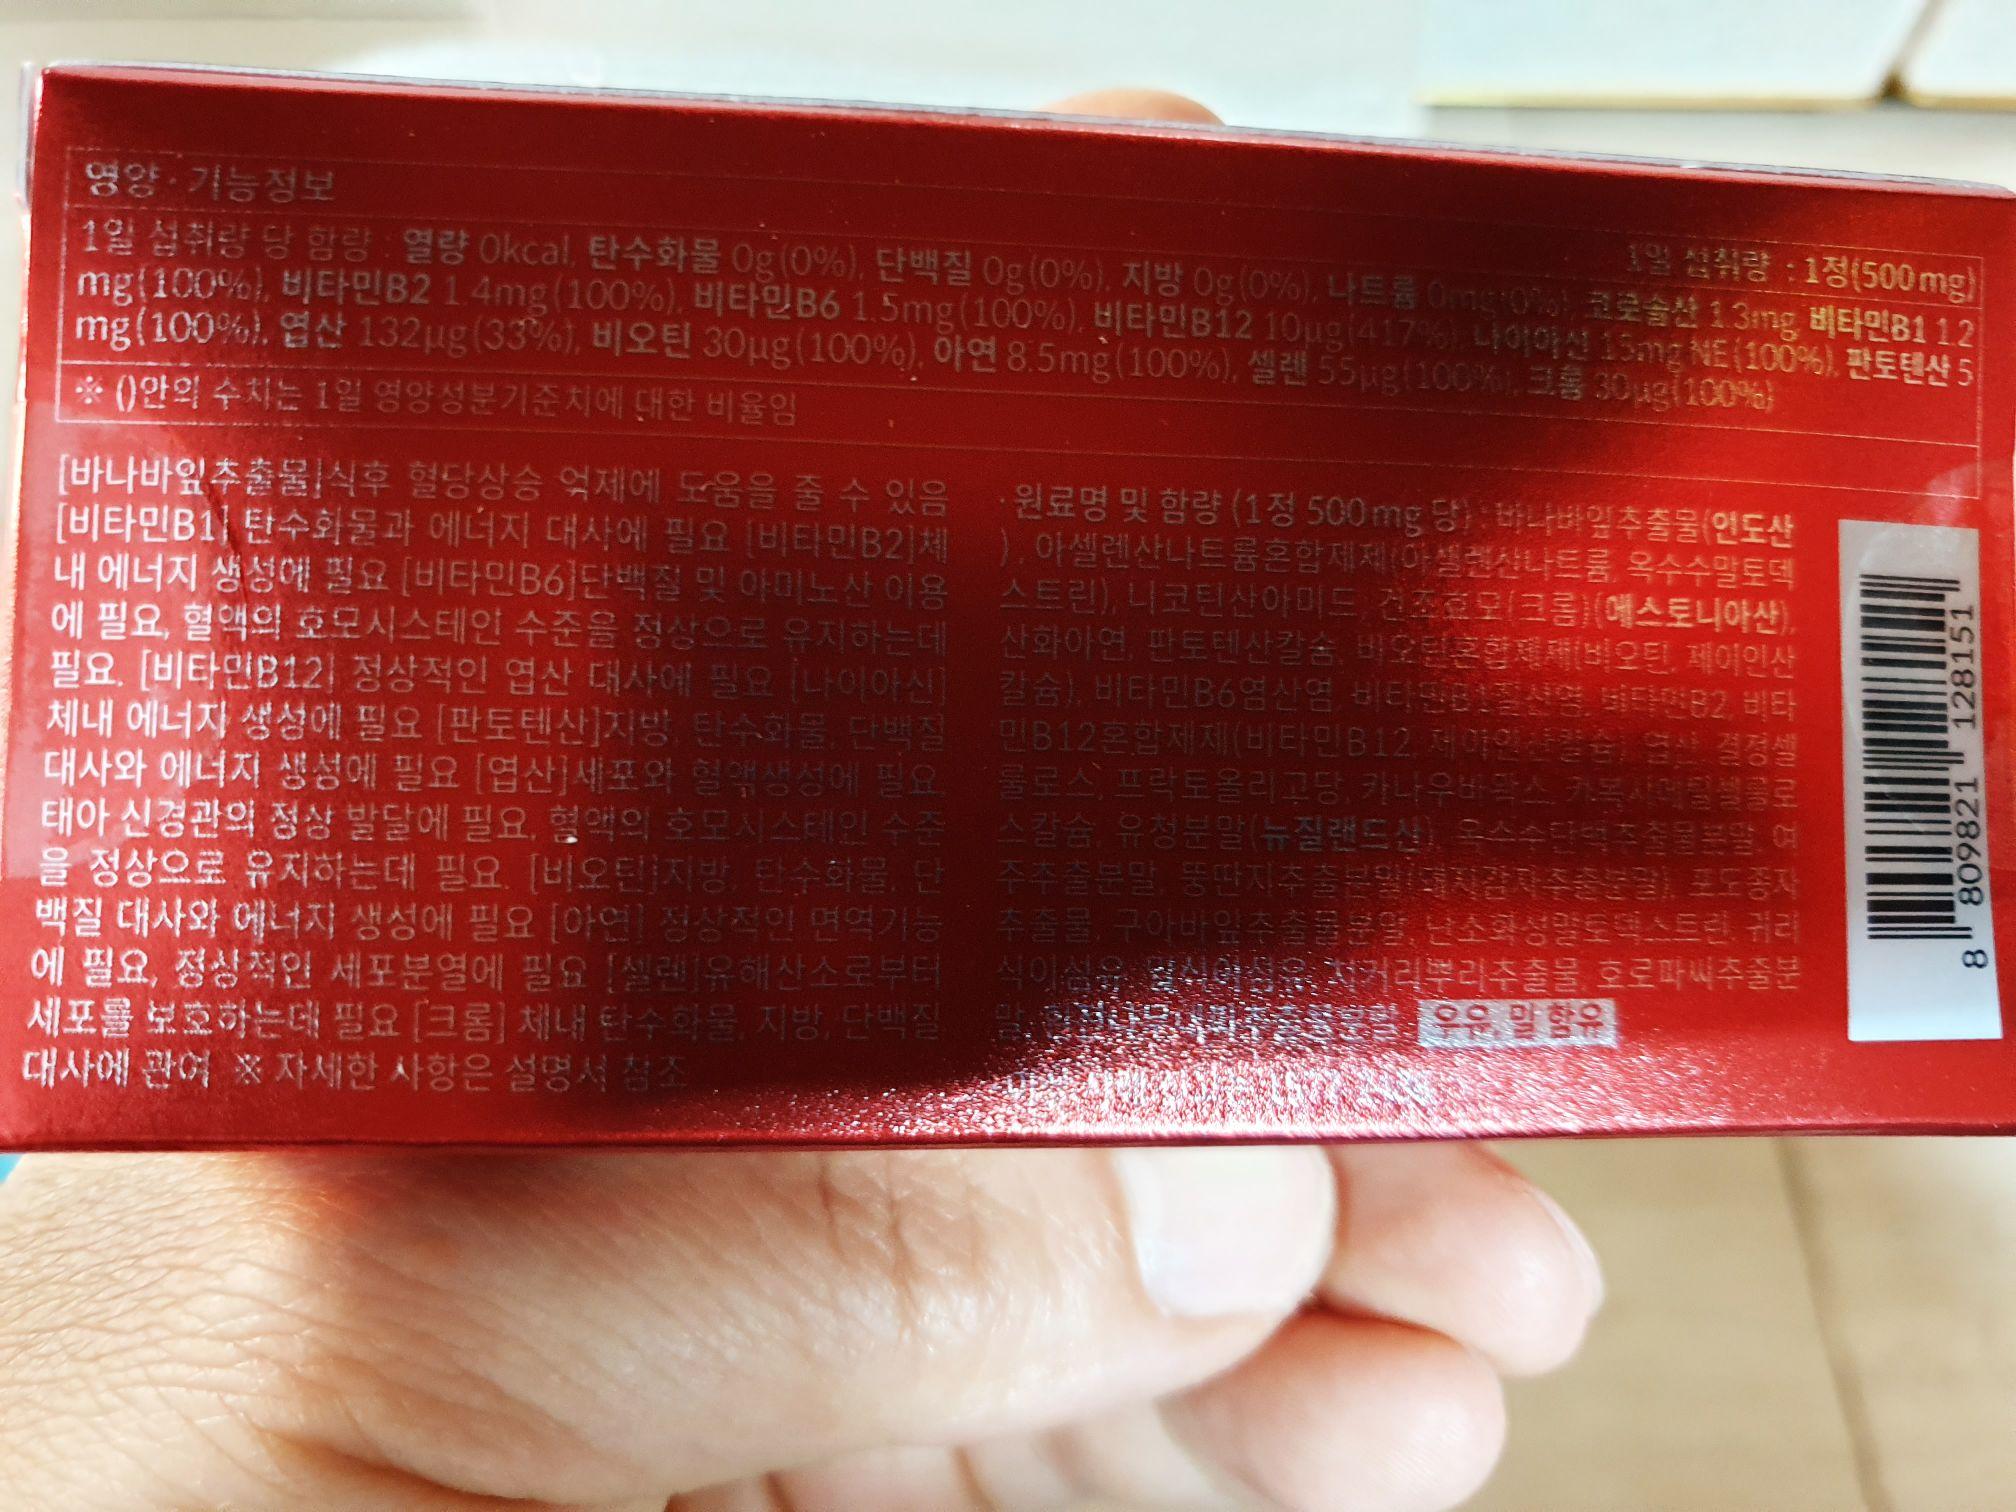 영양·기능정보
1일 섭취량 : 1정(500mg)
1일 섭취량 당 함량 : 열량 0kcal, 탄수화물 0g(0%), 단백질 0g(0%), 지방 0g(0%), 나트륨 0mg(0%), 코로솔산 1.3mg, 비타민B1 1.2
mg(100%), 비타민B2 1.4mg(100%), 비타민B6 1.5mg(100%), 비타민B12 10μg(417%), 나이아신 15mg NE(100%), 판토텐산 5
mg(100%), 엽산 132μg(33%), 비오틴 30μg(100%), 아연 8.5mg(100%), 셀렌 55μg(100%), 크롬 30μg(100%)
※ ()안의 수치는 1일 영양성분기준치에 대한 비율임
[바나바잎추출물]식후 혈당상승 억제에 도움을 줄 수 있음
[비타민B1] 탄수화물과 에너지 대사에 필요 [비타민B2]체
내 에너지 생성에 필요 [비타민B6]단백질 및 아미노산 이용
에 필요, 혈액의 호모시스테인 수준을 정상으로 유지하는데
필요. [비타민B12] 정상적인 엽산 대사에 필요 [나이아신]
체내 에너지 생성에 필요 [판토텐산]지방, 탄수화물, 단백질
대사와 에너지 생성에 필요 [엽산]세포와 혈액생성에 필요,
태아 신경관의 정상 발달에 필요, 혈액의 호모시스테인 수준
을 정상으로 유지하는데 필요. [비오틴]지방, 탄수화물, 단
백질 대사와 에너지 생성에 필요 [아연] 정상적인 면역기능
에 필요, 정상적인 세포분열에 필요 [셀렌]유해산소로부터
세포를 보호하는데 필요 [크롬] 체내 탄수화물, 지방, 단백질
대사에 관여 ※ 자세한 사항은 설명서 참조
· 원료명 및 함량 (1정 500mg 당) : 바나바잎추출물(인도산
), 아셀렌산나트륨혼합제제(아셀렌산나트륨, 옥수수말토덱
스트린), 니코틴산아미드, 건조효모(크롬)(에스토니아산),
산화아연, 판토텐산칼슘, 비오틴혼합제제(비오틴, 제이인산
칼슘), 비타민B6염산염, 비타민B1질산염, 비타민B2, 비타
민B12혼합제제(비타민B12, 제이인산칼슘), 엽산, 결정셀
룰로스, 프락토올리고당, 카나우바왁스, 카복시메틸셀룰로
스칼슘, 유청분말(뉴질랜드산), 옥수수단백추출물분말, 여
주추출분말, 뚱딴지추출분말(돼지감자추출분말), 포도종자
추출물, 구아바잎추출물분말, 난소화성말토덱스트린, 귀리
식이섬유, 밀식이섬유, 치커리뿌리추출물, 호로파씨추출분
말, 우유, 밀 함유
8 809821 128151